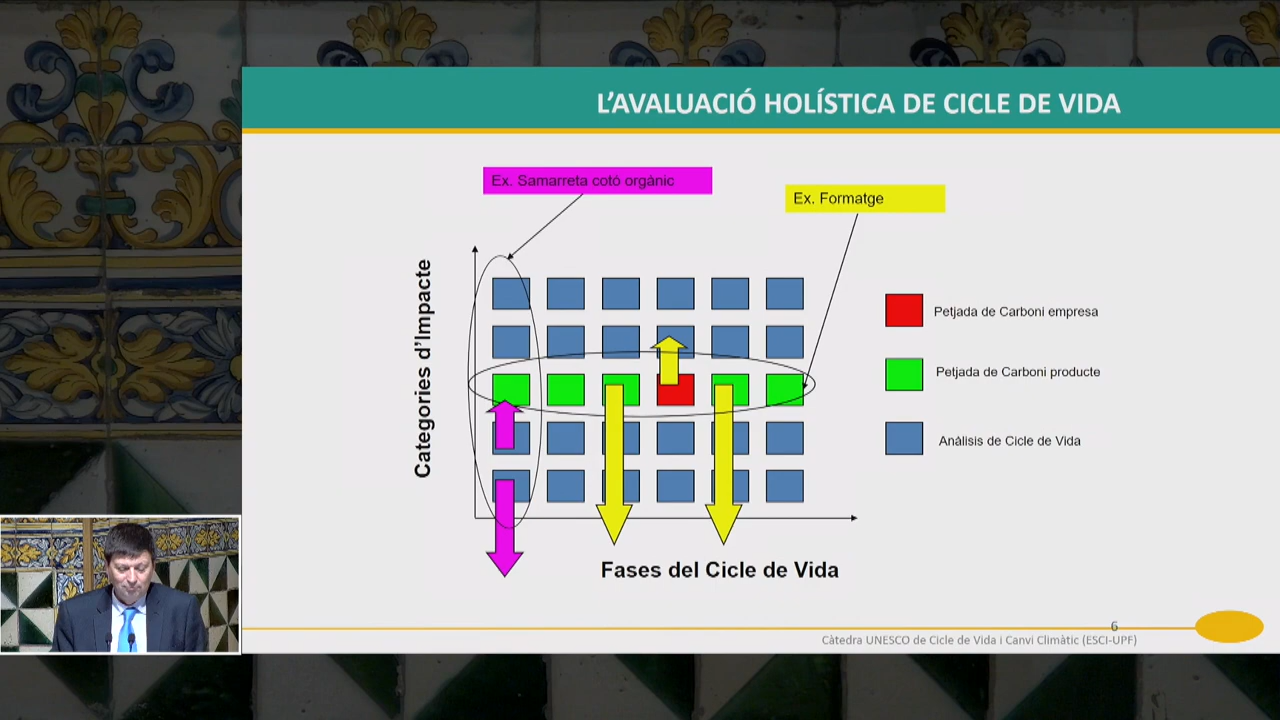 L'AVALUACIÓ HOLÍSTICA DE CICLE DE VIDA
Ex. Samarreta cotó orgànic
Ex. Formatge
Categories d'Impacte
Petjada de Carboni empresa
Petjada de Carboni producte
Anàlisis de Cicle de Vida
Fases del Cicle de Vida
6
Càtedra UNESCO de Cicle de Vida i Canvi Climàtic (ESCI-UPF)